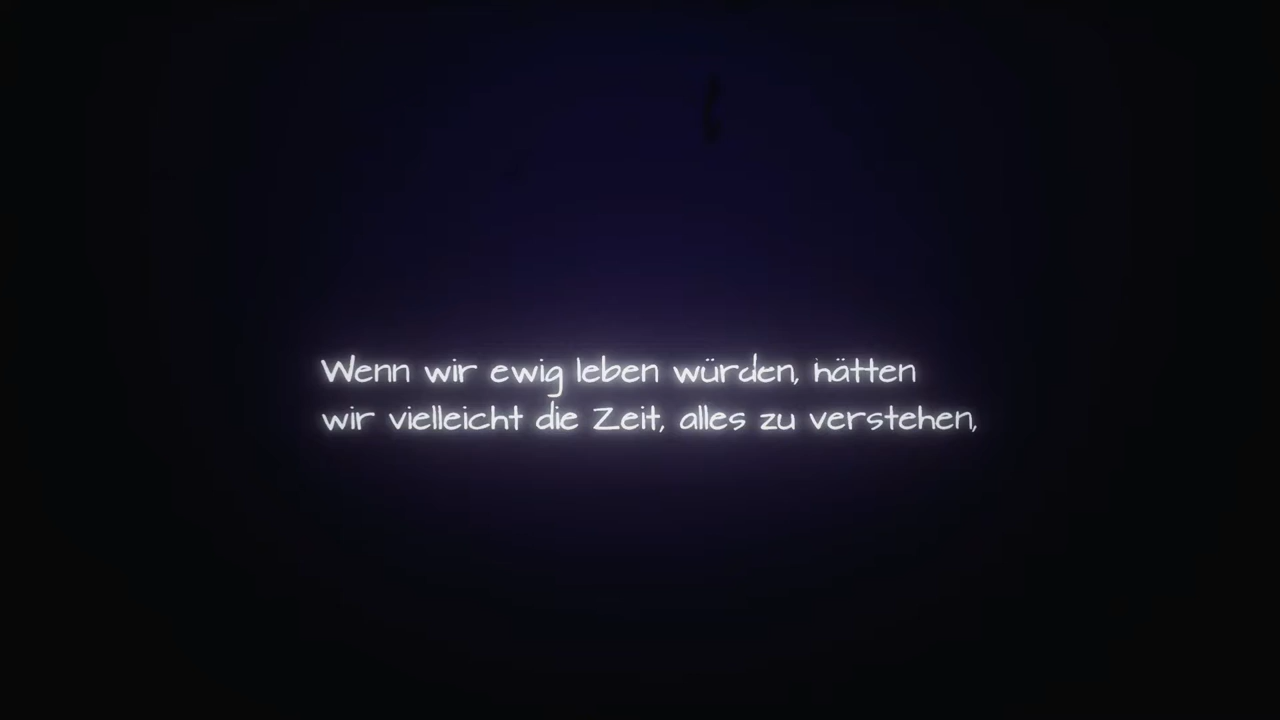 Wenn wir ewig leben würden, hätten
wir vielleicht die Zeit, alles zu verstehen,